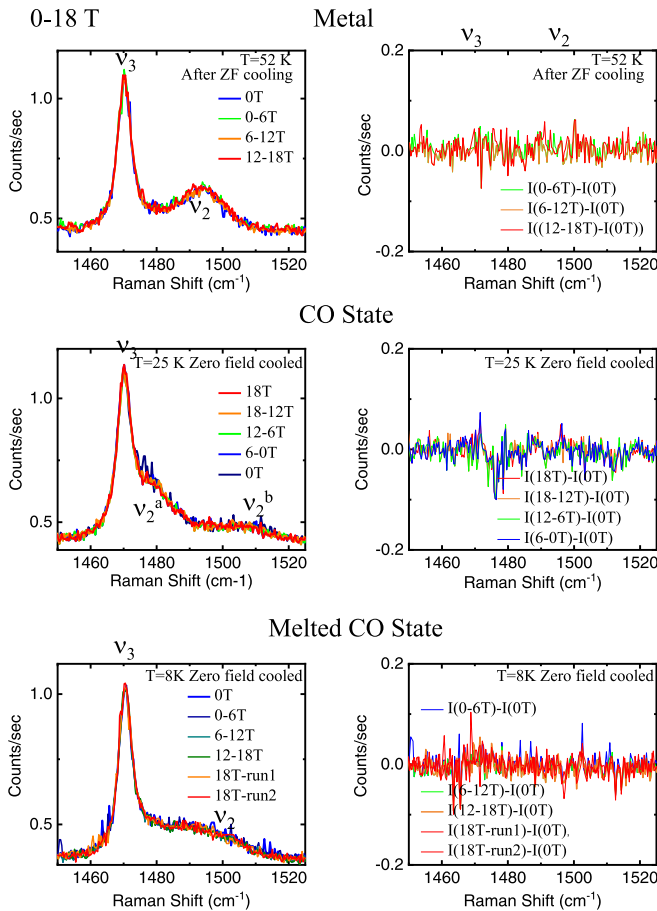 0-18 T
Metal
ν3
ν2
T=52 K
After ZF cooling
0T
0-6T
6-12T
12-18T
ν3
ν2
1.0
0.5
Counts/sec
1460 1480 1500 1520
Raman Shift (cm-1)
T=52 K
After ZF cooling
I(0-6T)-I(0T)
I(6-12T)-I(0T)
I((12-18T)-I(0T))
0.2
0.0
-0.2
Counts/sec
1460 1480 1500 1520
Raman Shift (cm-1)
CO State
ν3
T=25 K Zero field cooled
18T
18-12T
12-6T
6-0T
0T
ν2a
ν2b
1.0
0.5
Counts/sec
1460 1480 1500 1520
Raman Shift (cm-1)
T=25 K Zero field cooled
I(18T)-I(0T)
I(18-12T)-I(0T)
I(12-6T)-I(0T)
I(6-0T)-I(0T)
0.2
0.0
-0.2
Counts/sec
1460 1480 1500 1520
Raman Shift (cm-1)
Melted CO State
ν3
T=8K Zero field cooled
0T
0-6T
6-12T
12-18T
18T-run1
18T-run2
ν2
1.0
0.5
Counts/sec
1460 1480 1500 1520
Raman Shift (cm-1)
T=8K Zero field cooled
I(0-6T)-I(0T)
I(6-12T)-I(0T)
I(12-18T)-I(0T)
I(18T-run1)-I(0T).
I(18T-run2)-I(0T)
0.2
0.0
-0.2
Counts/sec
1460 1480 1500 1520
Raman Shift (cm-1)